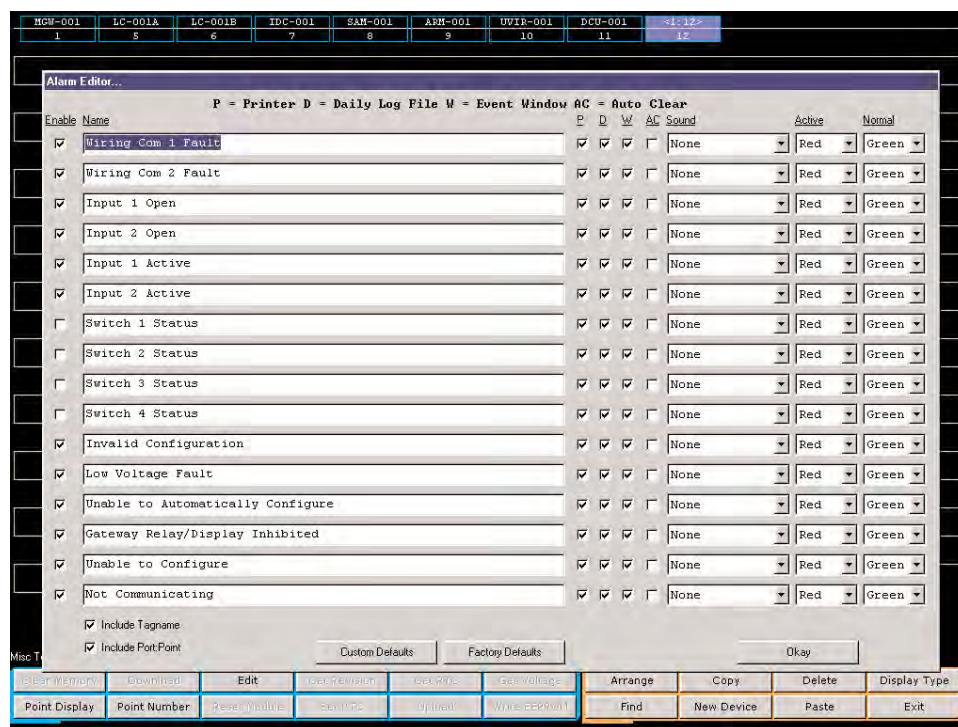 MGW-001 LC-001A LC-001B IDC-001 SAM-001 ARM-001 UVIR-001 DCU-001 <1:12>
1 5 6 7 8 9 10 11 12
Alarm Editor...
P = Printer D = Daily Log File W = Event Window AC = Auto Clear
Enable Name P D W AC Sound Active Normal
Wiring Com 1 Fault None Red Green
Wiring Com 2 Fault None Red Green
Input 1 Open None Red Green
Input 2 Open None Red Green
Input 1 Active None Red Green
Input 2 Active None Red Green
Switch 1 Status None Red Green
Switch 2 Status None Red Green
Switch 3 Status None Red Green
Switch 4 Status None Red Green
Invalid Configuration None Red Green
Low Voltage Fault None Red Green
Unable to Automatically Configure None Red Green
Gateway Relay/Display Inhibited None Red Green
Unable to Configure None Red Green
Not Communicating None Red Green
Include Tagname
Include Port:Point Custom Defaults Factory Defaults Okay
Misc
Clear Memory Download Edit Get Revision Get RTC Get Voltage Arrange Copy Delete Display Type
Point Display Point Number Reset Module Send RTC Upload Write EEPROM Find New Device Paste Exit